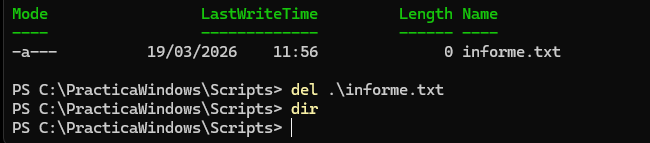 Mode                 LastWriteTime         Length Name
----                 -------------         ------ ----
-a---          19/03/2026    11:56              0 informe.txt

PS C:\PracticaWindows\Scripts> del .\informe.txt
PS C:\PracticaWindows\Scripts> dir
PS C:\PracticaWindows\Scripts>